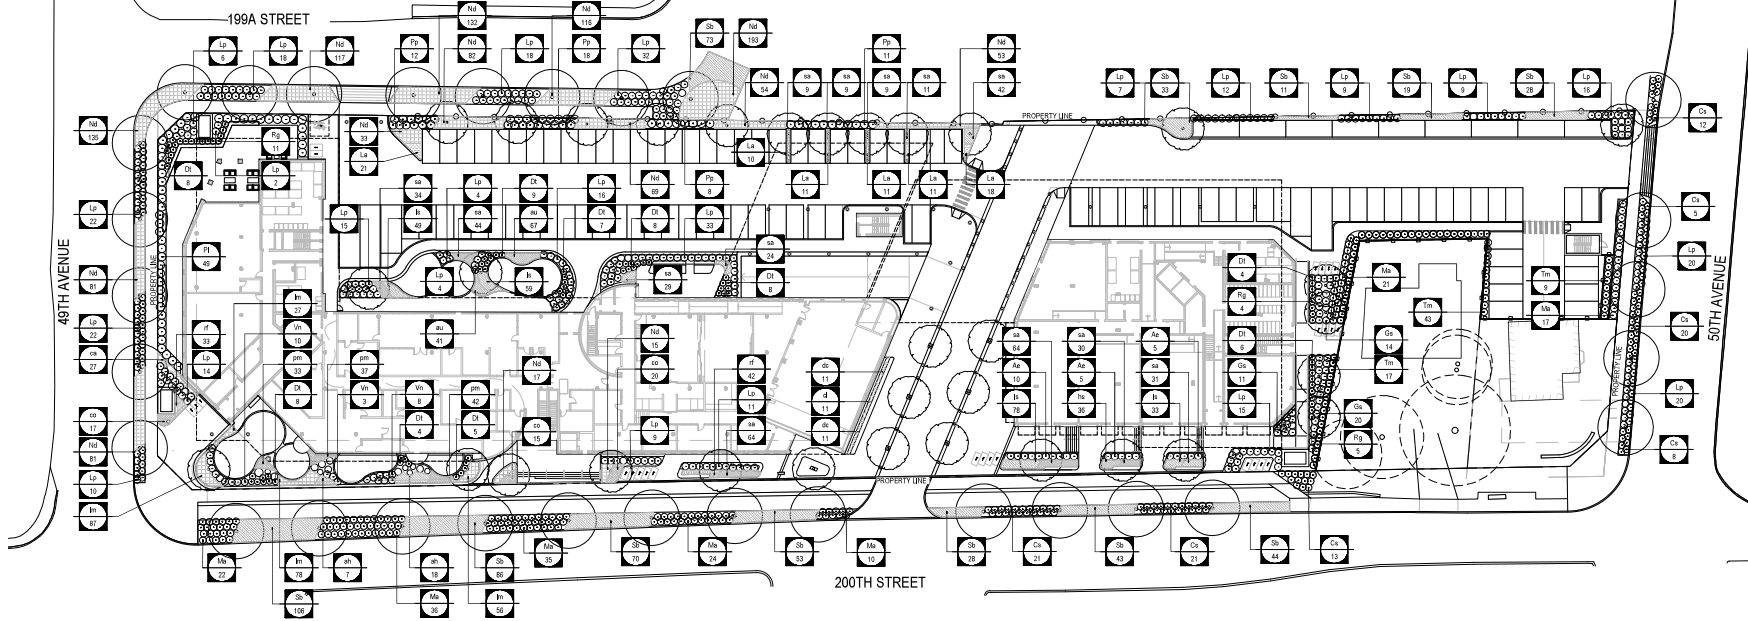 199A STREET
Nd
132
Nd
116
Lp
6
Lp
18
Nd
117
Pp
12
Nd
82
Lp
18
Pp
18
Lp
32
Sb
73
Nd
193
Pp
11
Nd
53
Nd
54
sa
9
sa
9
sa
9
sa
11
sa
42
Lp
7
Sb
33
Lp
12
Sb
11
Lp
9
Sb
19
Lp
9
Sb
28
Lp
16
Cs
12
PROPERTY LINE
Nd
135
Rg
11
Nd
33
La
21
La
10
Dt
8
Lp
2
Nd
69
Pp
8
La
11
La
11
La
11
La
18
sa
34
Lp
4
Dt
9
Lp
16
Lp
22
Lp
15
ls
49
sa
44
au
67
Dt
7
Dt
8
Lp
33
Cs
5
49TH AVENUE
PROPERTY LINE
Pl
49
sa
24
Dt
8
Lp
4
ls
59
sa
29
Dt
4
Rg
4
Ma
21
Tm
9
Lp
20
50TH AVENUE
Nd
81
lm
27
Tm
43
Ma
17
Lp
22
rf
33
Vn
10
au
41
Nd
15
sa
64
sa
30
Ae
5
Dt
6
Gs
14
Cs
20
ca
27
Lp
14
pm
33
pm
37
Nd
17
co
20
rf
42
dc
11
Ae
10
Ae
5
sa
31
Gs
11
Tm
17
PROPERTY LINE
Dt
8
Vn
3
Vn
8
pm
42
Lp
11
dl
11
ls
78
hs
36
ls
33
Lp
15
Lp
20
co
17
Dt
4
Dt
5
co
15
Lp
9
sa
64
dc
11
Gs
20
Rg
5
Nd
81
Cs
8
Lp
10
PROPERTY LINE
lm
87
Ma
22
lm
78
ah
7
ah
18
Sb
86
Ma
35
Sb
70
Ma
24
Sb
53
Ma
10
Sb
28
Cs
21
Sb
43
Cs
21
Sb
44
Cs
13
Sb
106
Ma
36
lm
56
200TH STREET